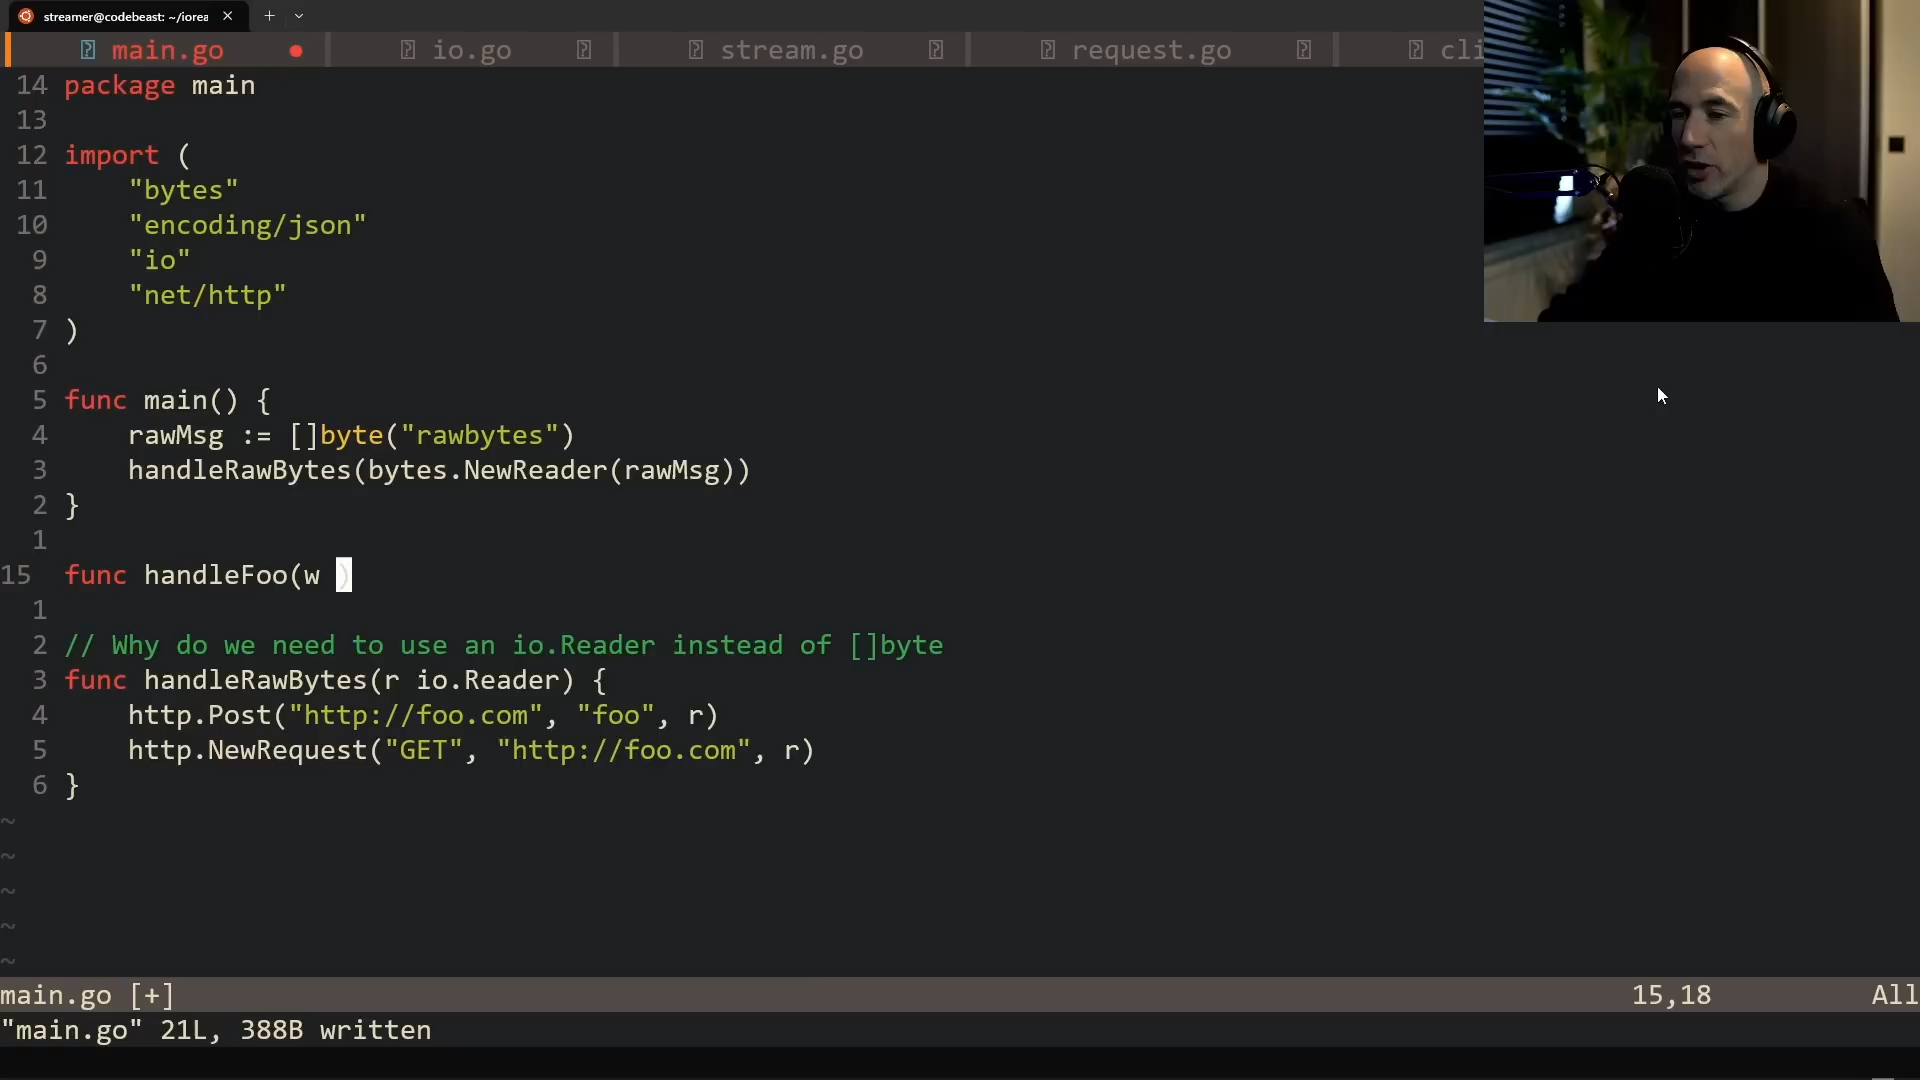 streamer@codebeast: ~/iorea
main.go io.go stream.go request.go cli
14 package main
13
12 import (
11 "bytes"
10 "encoding/json"
9 "io"
8 "net/http"
7 )
6
5 func main() {
4 rawMsg := []byte("rawbytes")
3 handleRawBytes(bytes.NewReader(rawMsg))
2 }
1
15 func handleFoo(w )
1
2 // Why do we need to use an io.Reader instead of []byte
3 func handleRawBytes(r io.Reader) {
4 http.Post("http://foo.com", "foo", r)
5 http.NewRequest("GET", "http://foo.com", r)
6 }
~
~
~
~
~
main.go [+] 15,18 All
"main.go" 21L, 388B written